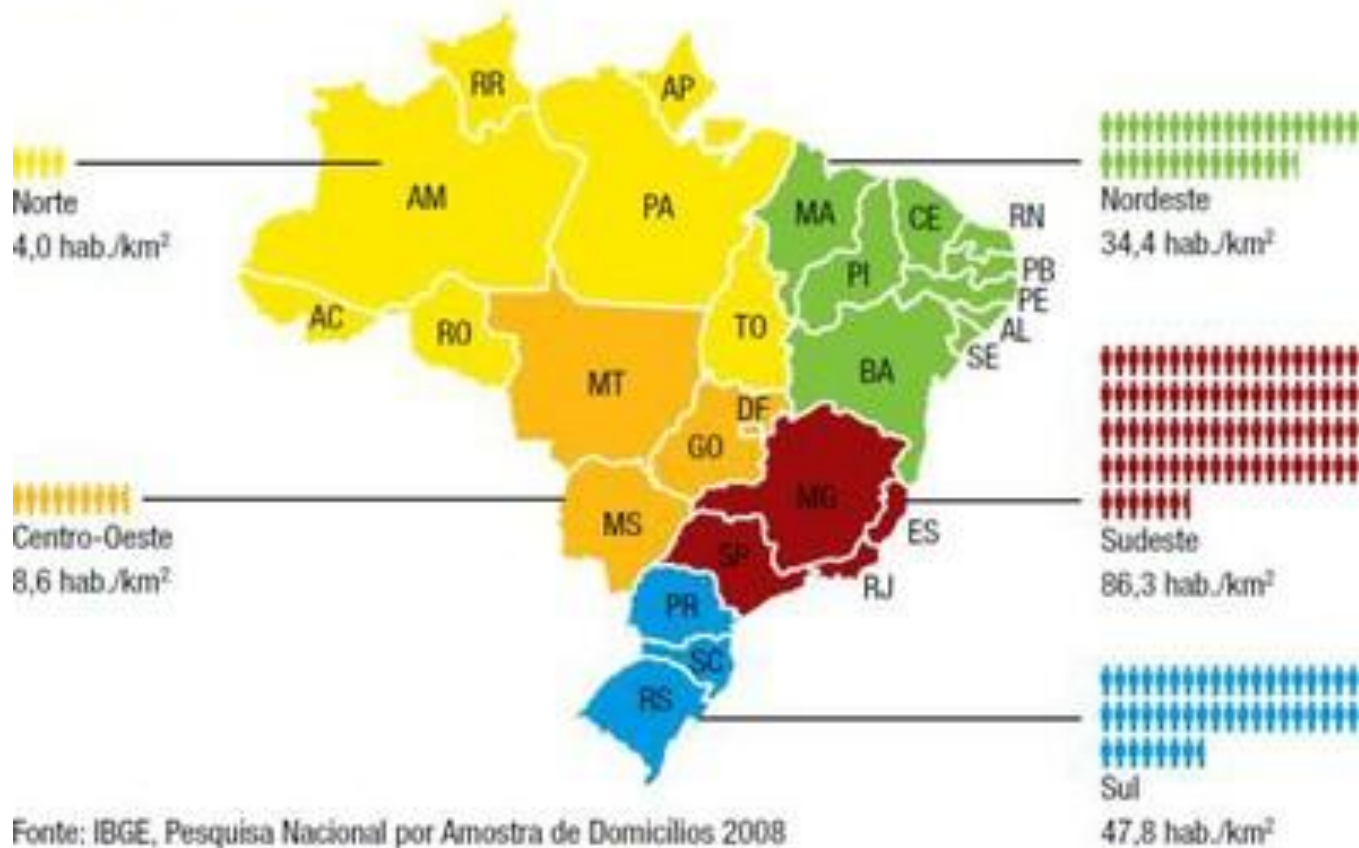 RR
AP
AM
PA
MA
CE
RN
PI
PB
PE
AL
SE
AC
RO
TO
BA
MT
DF
GO
MG
MS
ES
SP
RJ
PR
SC
RS
Norte
4,0 hab./km²
Nordeste
34,4 hab./km²
Centro-Oeste
8,6 hab./km²
Sudeste
86,3 hab./km²
Sul
47,8 hab./km²
Fonte: IBGE, Pesquisa Nacional por Amostra de Domicílios 2008